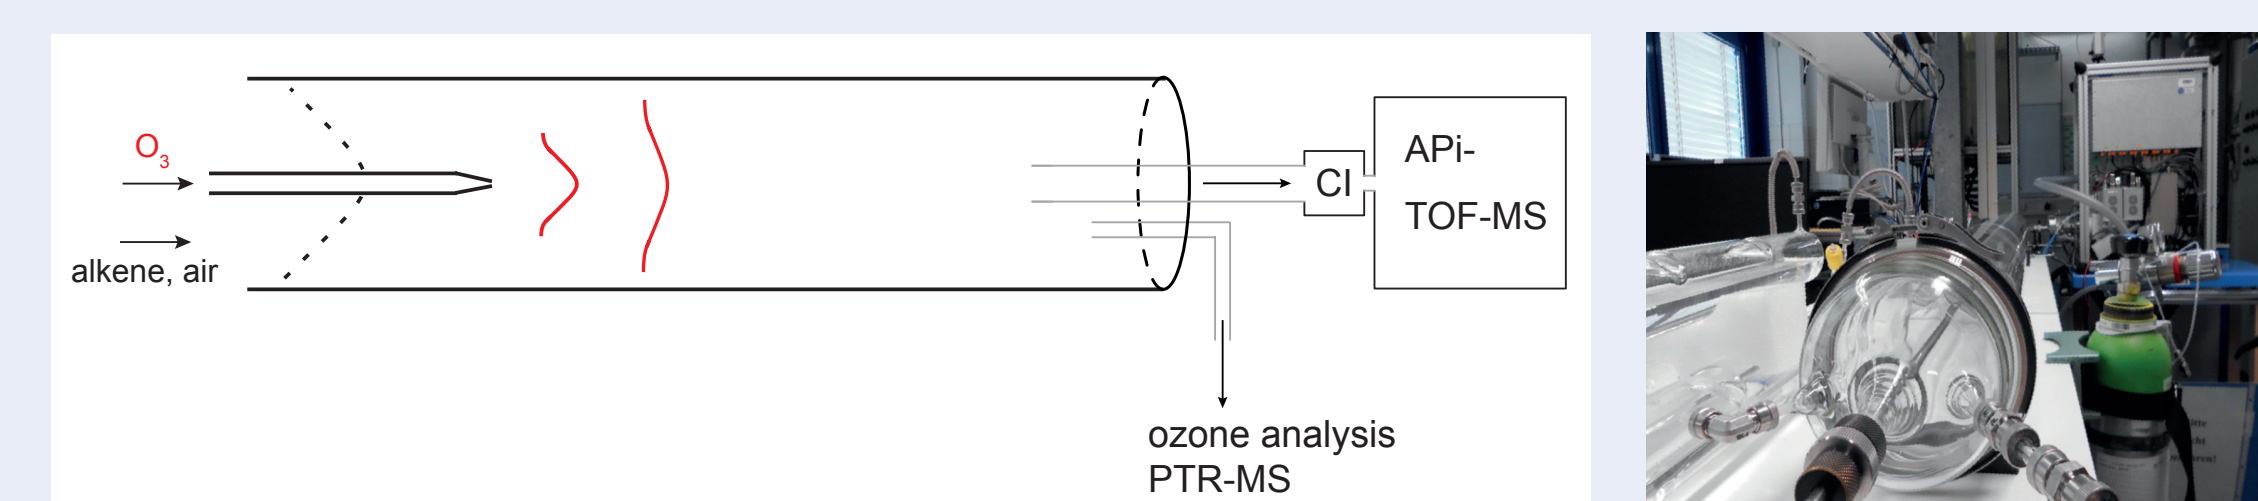 O3
alkene, air
CI
APi-
TOF-MS
ozone analysis
PTR-MS